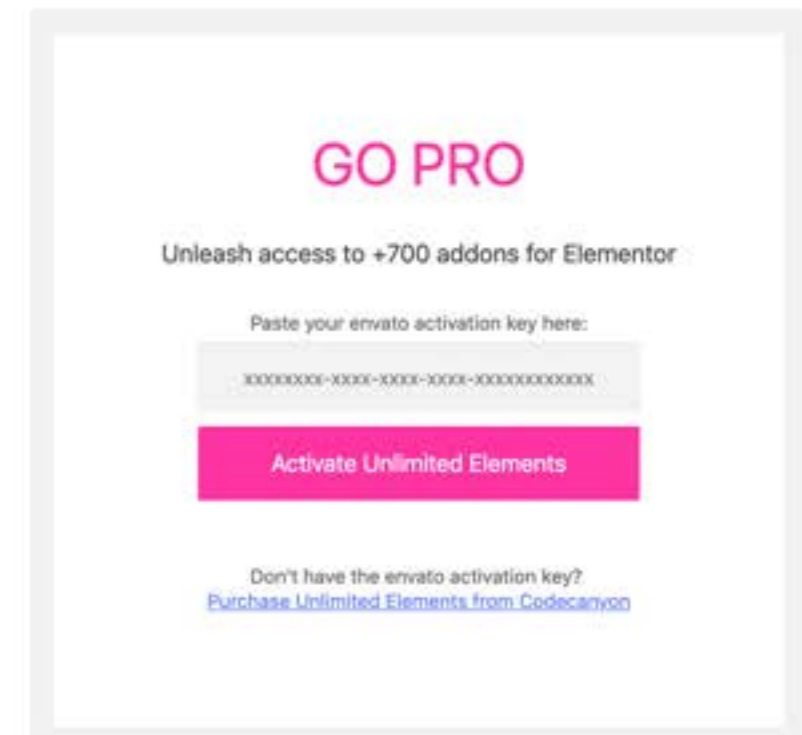 GO PRO
Unleash access to +700 addons for Elementor
Paste your envato activation key here:
xxxxxxxx-xxxx-xxxx-xxxx-xxxxxxxxxxxx
Activate Unlimited Elements
Don't have the envato activation key?
Purchase Unlimited Elements from Codecanyon